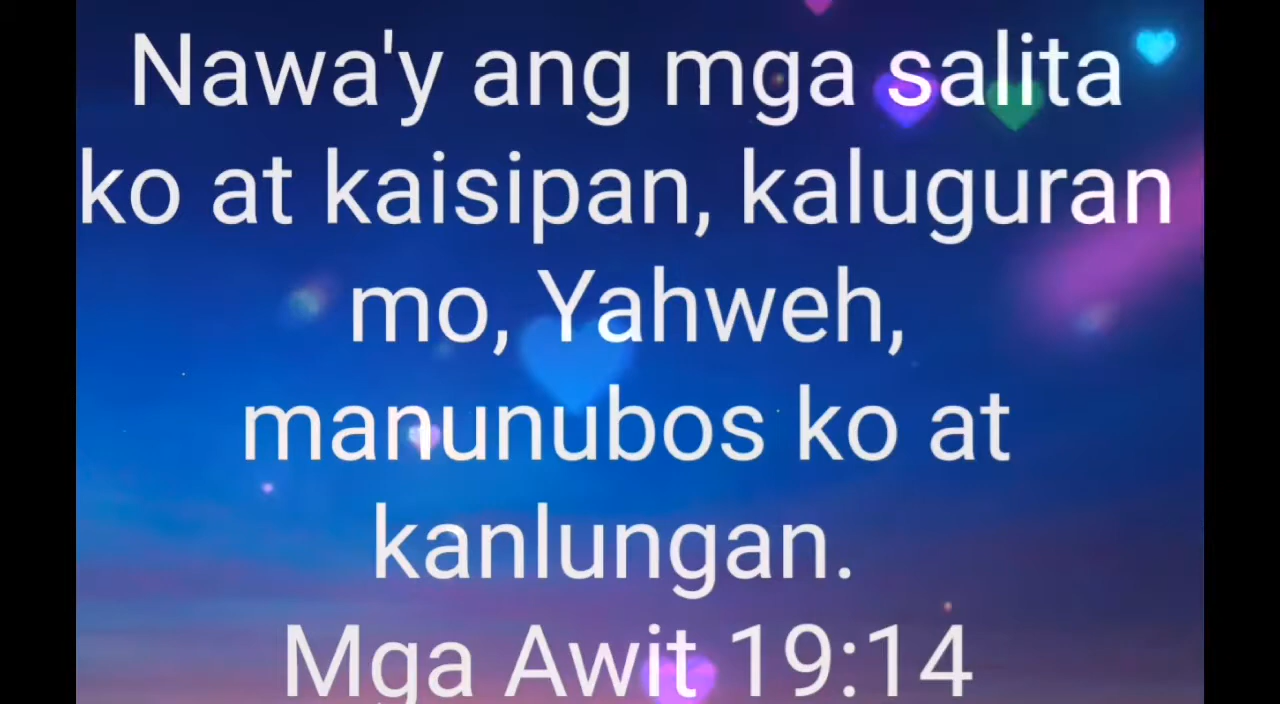 Nawa'y ang mga salita
ko at kaisipan, kaluguran
mo, Yahweh,
manunubos ko at
kanlungan.
Mga Awit 19:14